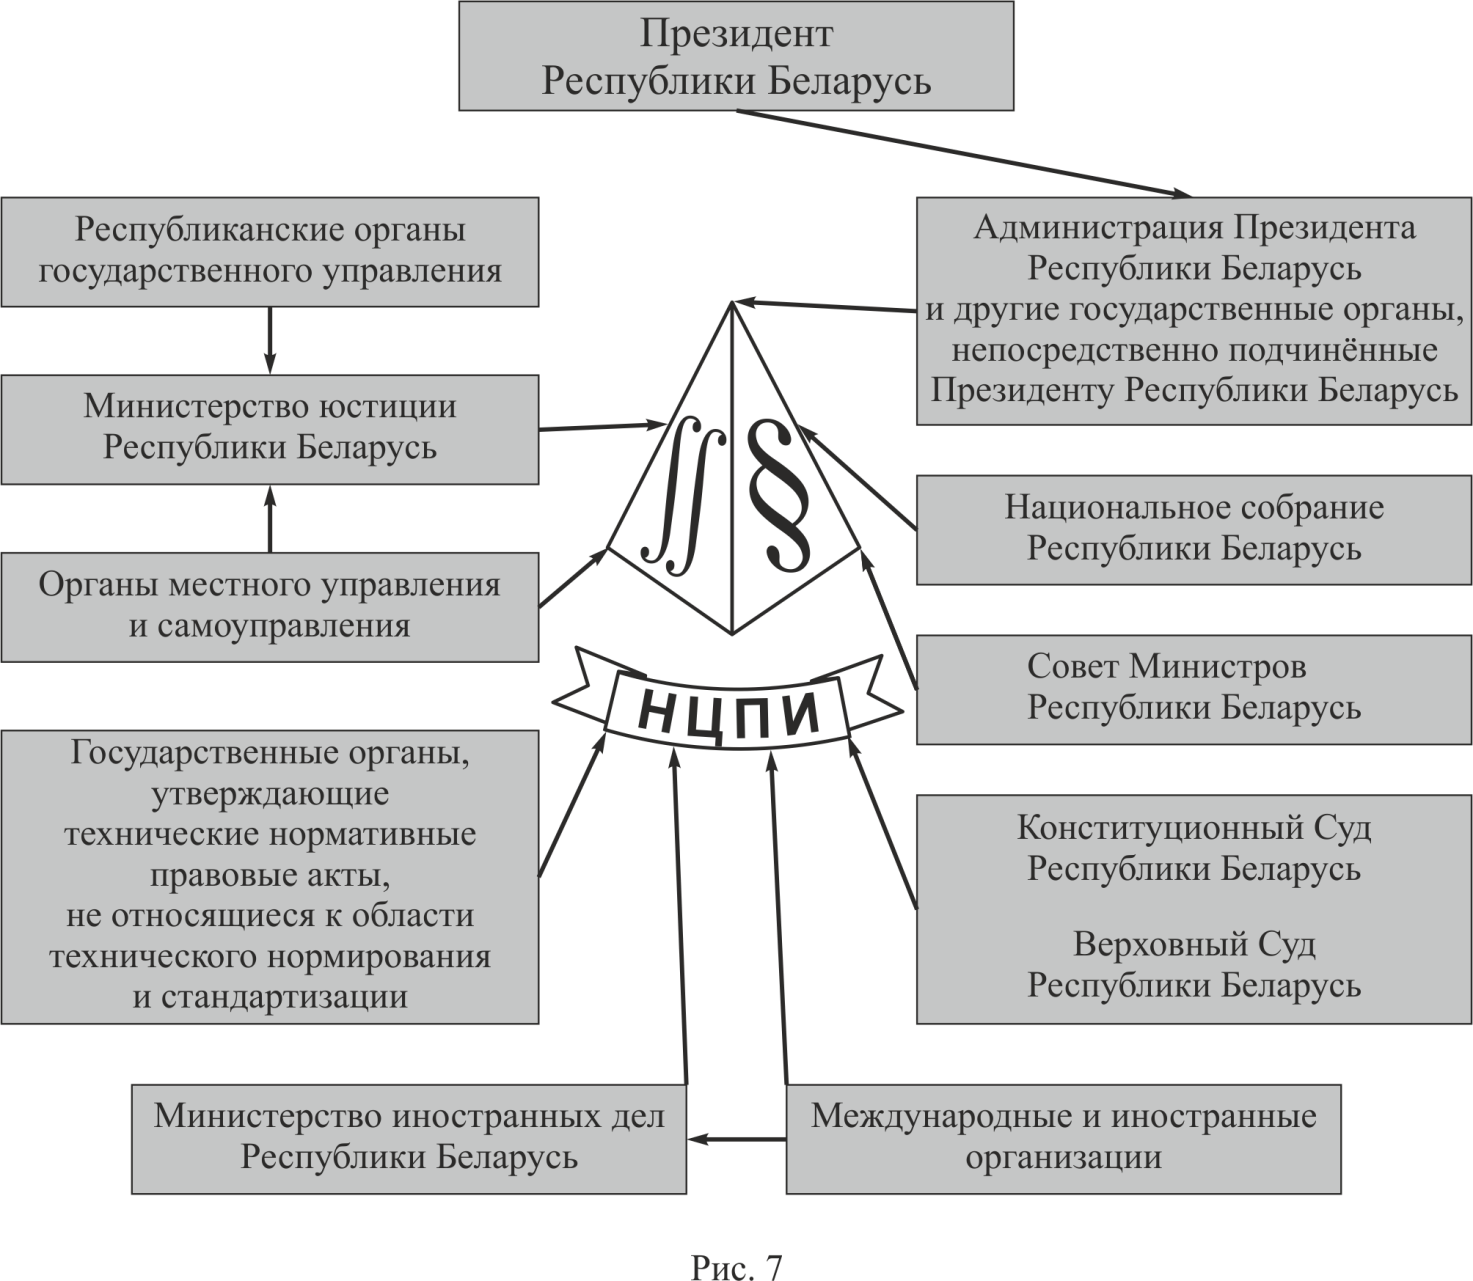 Президент
Республики Беларусь
Республиканские органы
государственного управления
Администрация Президента
Республики Беларусь
и другие государственные органы,
непосредственно подчинённые
Президенту Республики Беларусь
Министерство юстиции
Республики Беларусь
Национальное собрание
Республики Беларусь
Органы местного управления
и самоуправления
§
Совет Министров
Республики Беларусь
НЦПИ
Государственные органы,
утверждающие
технические нормативные
правовые акты,
не относящиеся к области
технического нормирования
и стандартизации
Конституционный Суд
Республики Беларусь
Верховный Суд
Республики Беларусь
Министерство иностранных дел
Республики Беларусь
Международные и иностранные
организации
Рис. 7